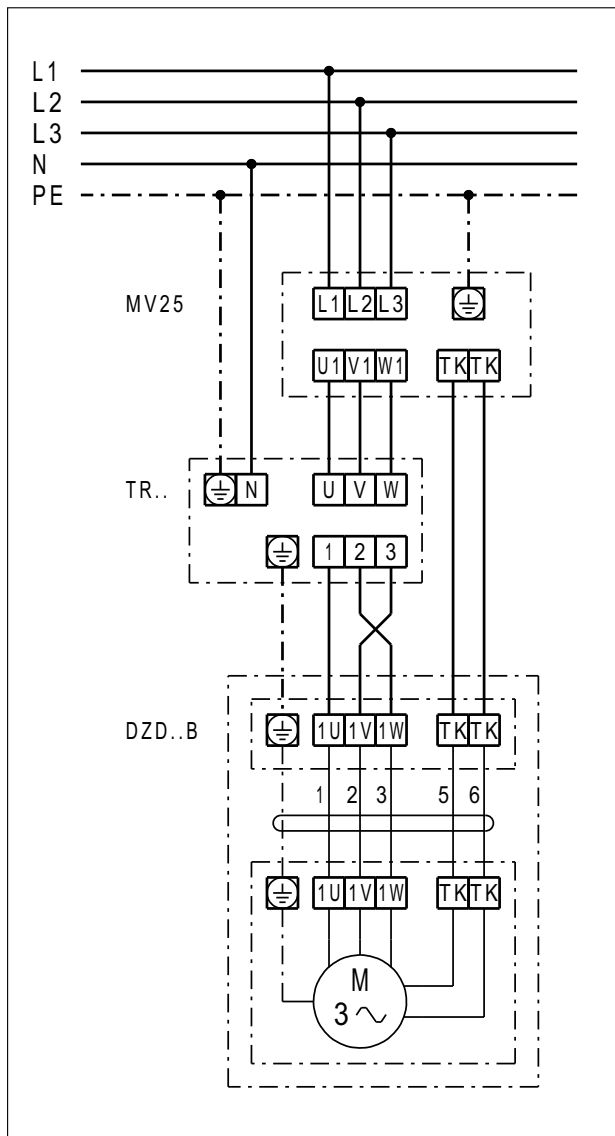 L1
L2
L3
N
PE
MV25
L1 L2 L3
U1 V1 W1 TK TK
TR..
N U V W
1 2 3
DZD..B
1U 1V 1W TK TK
1 2 3 5 6
1U 1V 1W TK TK
M
3